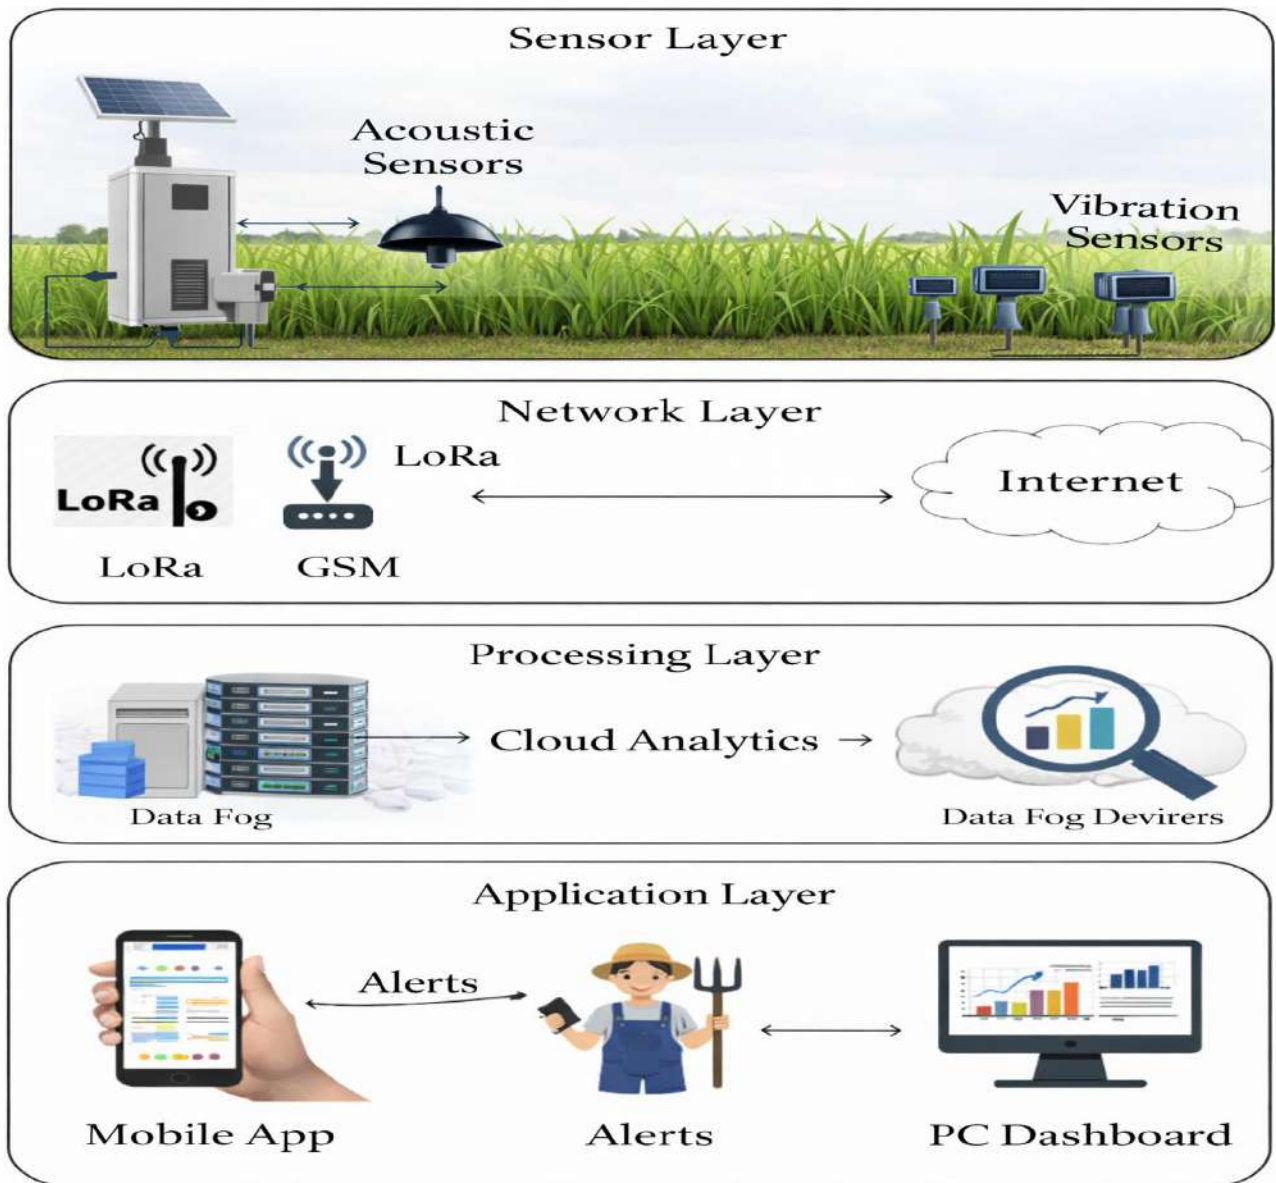 Sensor Layer
Acoustic
Sensors
Vibration
Sensors
Network Layer
LoRa
LoRa
Internet
LoRa
GSM
Processing Layer
Cloud Analytics
Data Fog
Data Fog Devirers
Application Layer
Alerts
Mobile App
Alerts
PC Dashboard